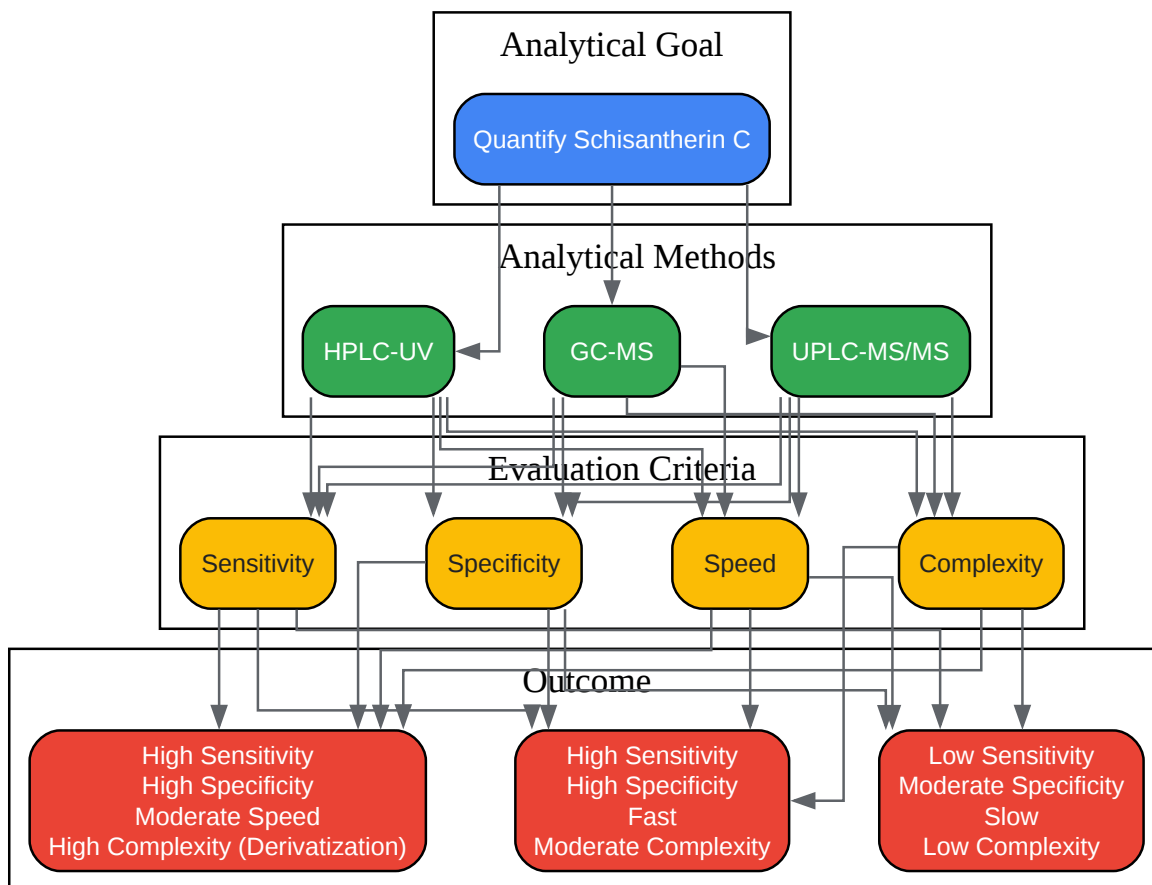 Analytical Goal
Quantify Schisantherin C
Analytical Methods
HPLC-UV
GC-MS
UPLC-MS/MS
Evaluation Criteria
Sensitivity
Specificity
Speed
Complexity
Outcome
High Sensitivity
High Specificity
Moderate Speed
High Complexity (Derivatization)
High Sensitivity
High Specificity
Fast
Moderate Complexity
Low Sensitivity
Moderate Specificity
Slow
Low Complexity